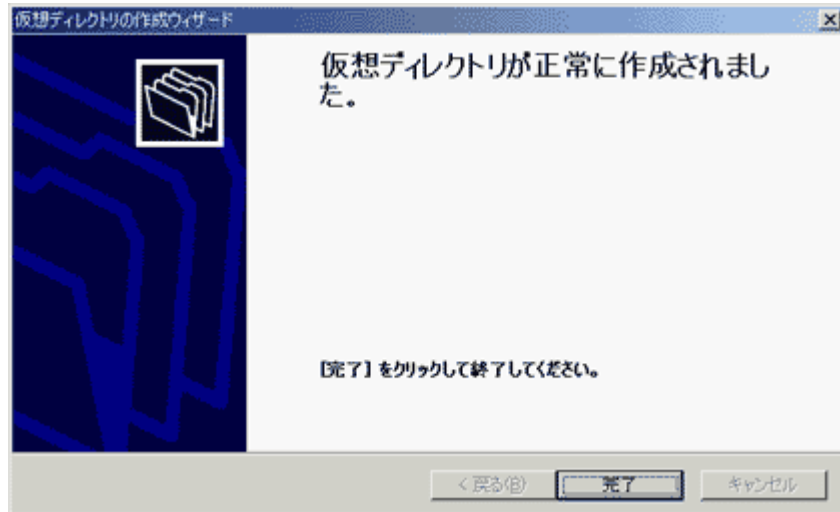 仮想ディレクトリの作成ウィザード
仮想ディレクトリが正常に作成されまし
た。
[完了] をクリックして終了してください。
< 戻る(B)
完了
キャンセル